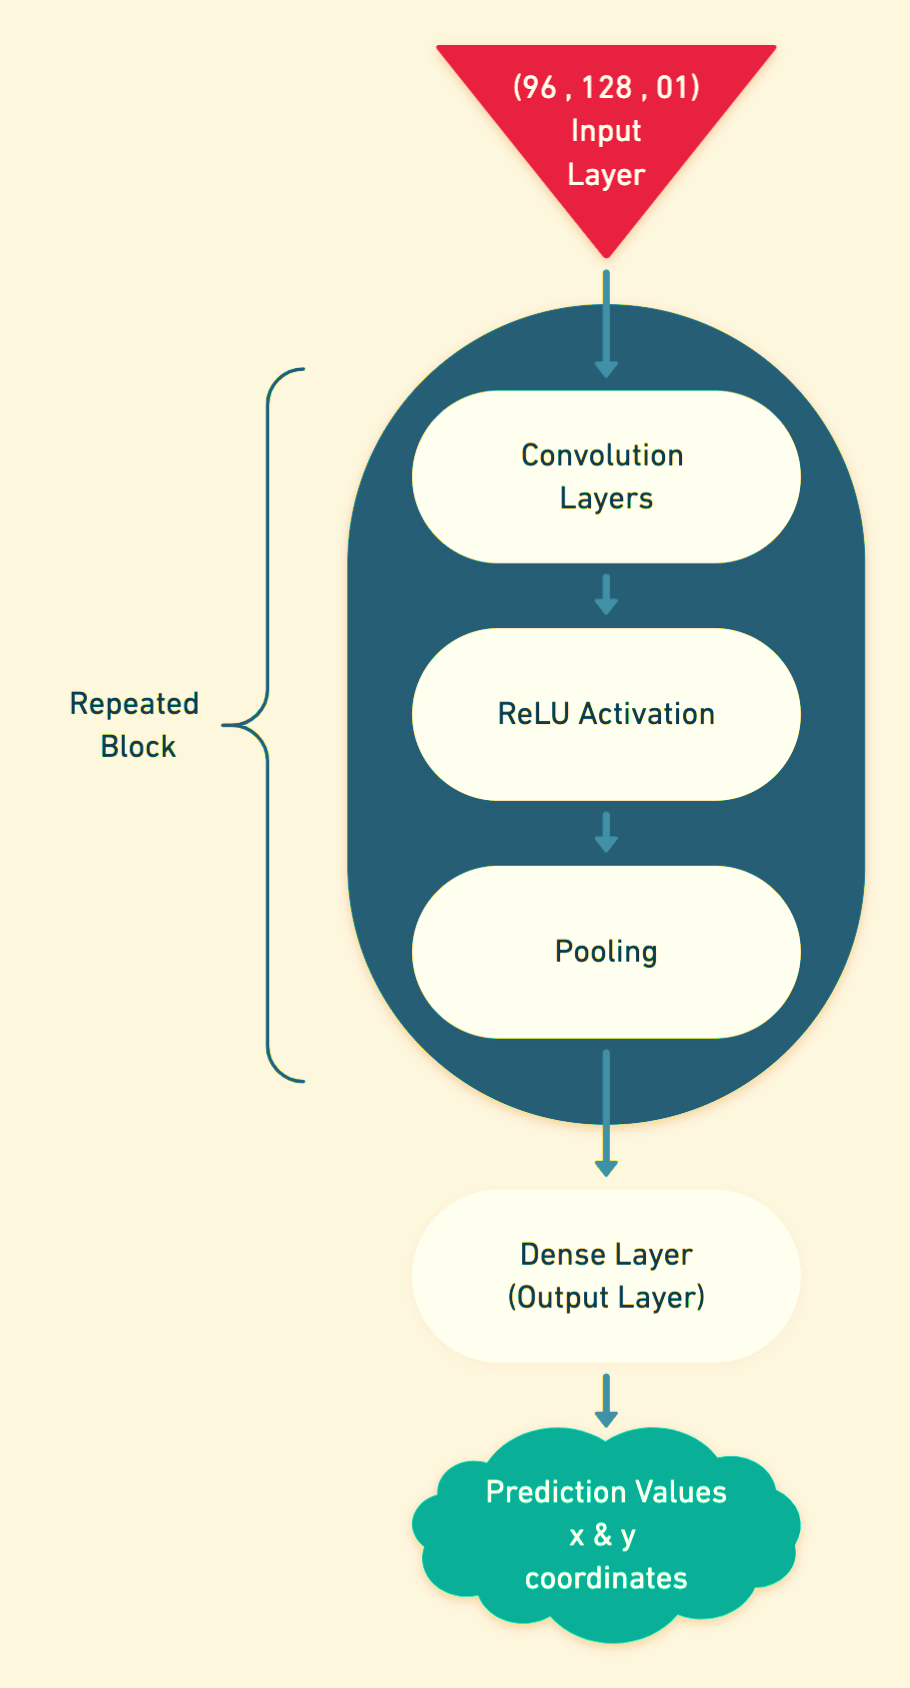 (96 , 128 , 01)
Input
Layer
Convolution
Layers
ReLU Activation
Repeated
Block
Pooling
Dense Layer
(Output Layer)
Prediction Values
x & y
coordinates